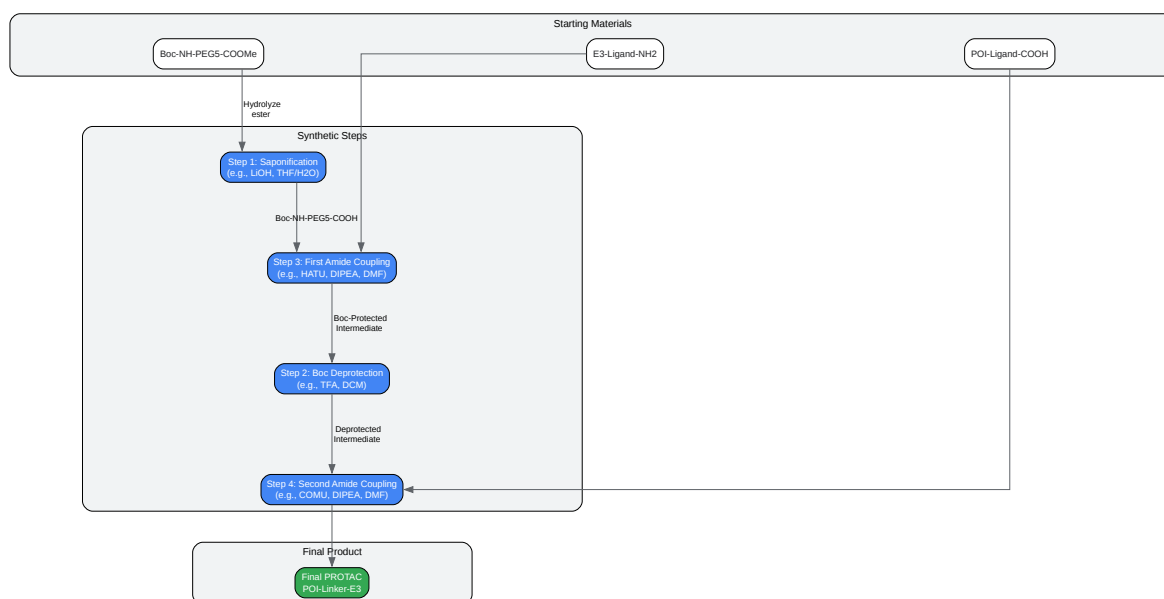 Starting Materials
Boc-NH-PEG5-COOMe
E3-Ligand-NH2
POI-Ligand-COOH
Hydrolyze
ester
Synthetic Steps
Step 1: Saponification
(e.g., LiOH, THF/H2O)
Boc-NH-PEG5-COOH
Step 3: First Amide Coupling
(e.g., HATU, DIPEA, DMF)
Boc-Protected
Intermediate
Step 2: Boc Deprotection
(e.g., TFA, DCM)
Deprotected
Intermediate
Step 4: Second Amide Coupling
(e.g., COMU, DIPEA, DMF)
Final Product
Final PROTAC
POI-Linker-E3